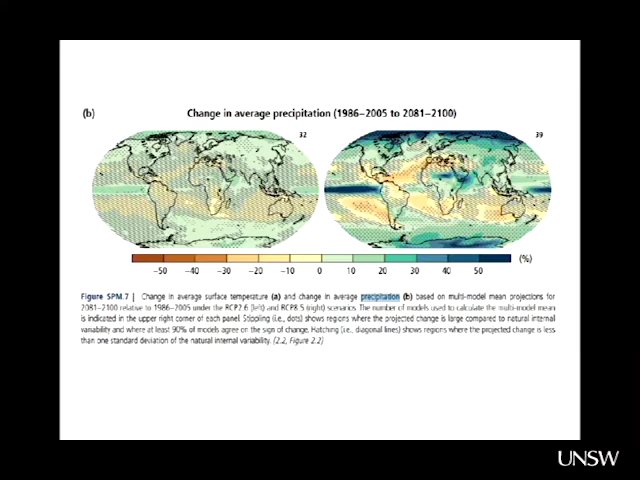 (b) Change in average precipitation (1986–2005 to 2081–2100)
32 39
−50 −40 −30 −20 −10 0 10 20 30 40 50 (%)
Figure SPM.7 | Change in average surface temperature (a) and change in average precipitation (b) based on multi-model mean projections for
2081–2100 relative to 1986–2005 under the RCP2.6 (left) and RCP8.5 (right) scenarios. The number of models used to calculate the multi-model mean
is indicated in the upper right corner of each panel. Stippling (i.e., dots) shows regions where the projected change is large compared to natural internal
variability and where at least 90% of models agree on the sign of change. Hatching (i.e., diagonal lines) shows regions where the projected change is less
than one standard deviation of the natural internal variability. {2.2, Figure 2.2}
UNSW